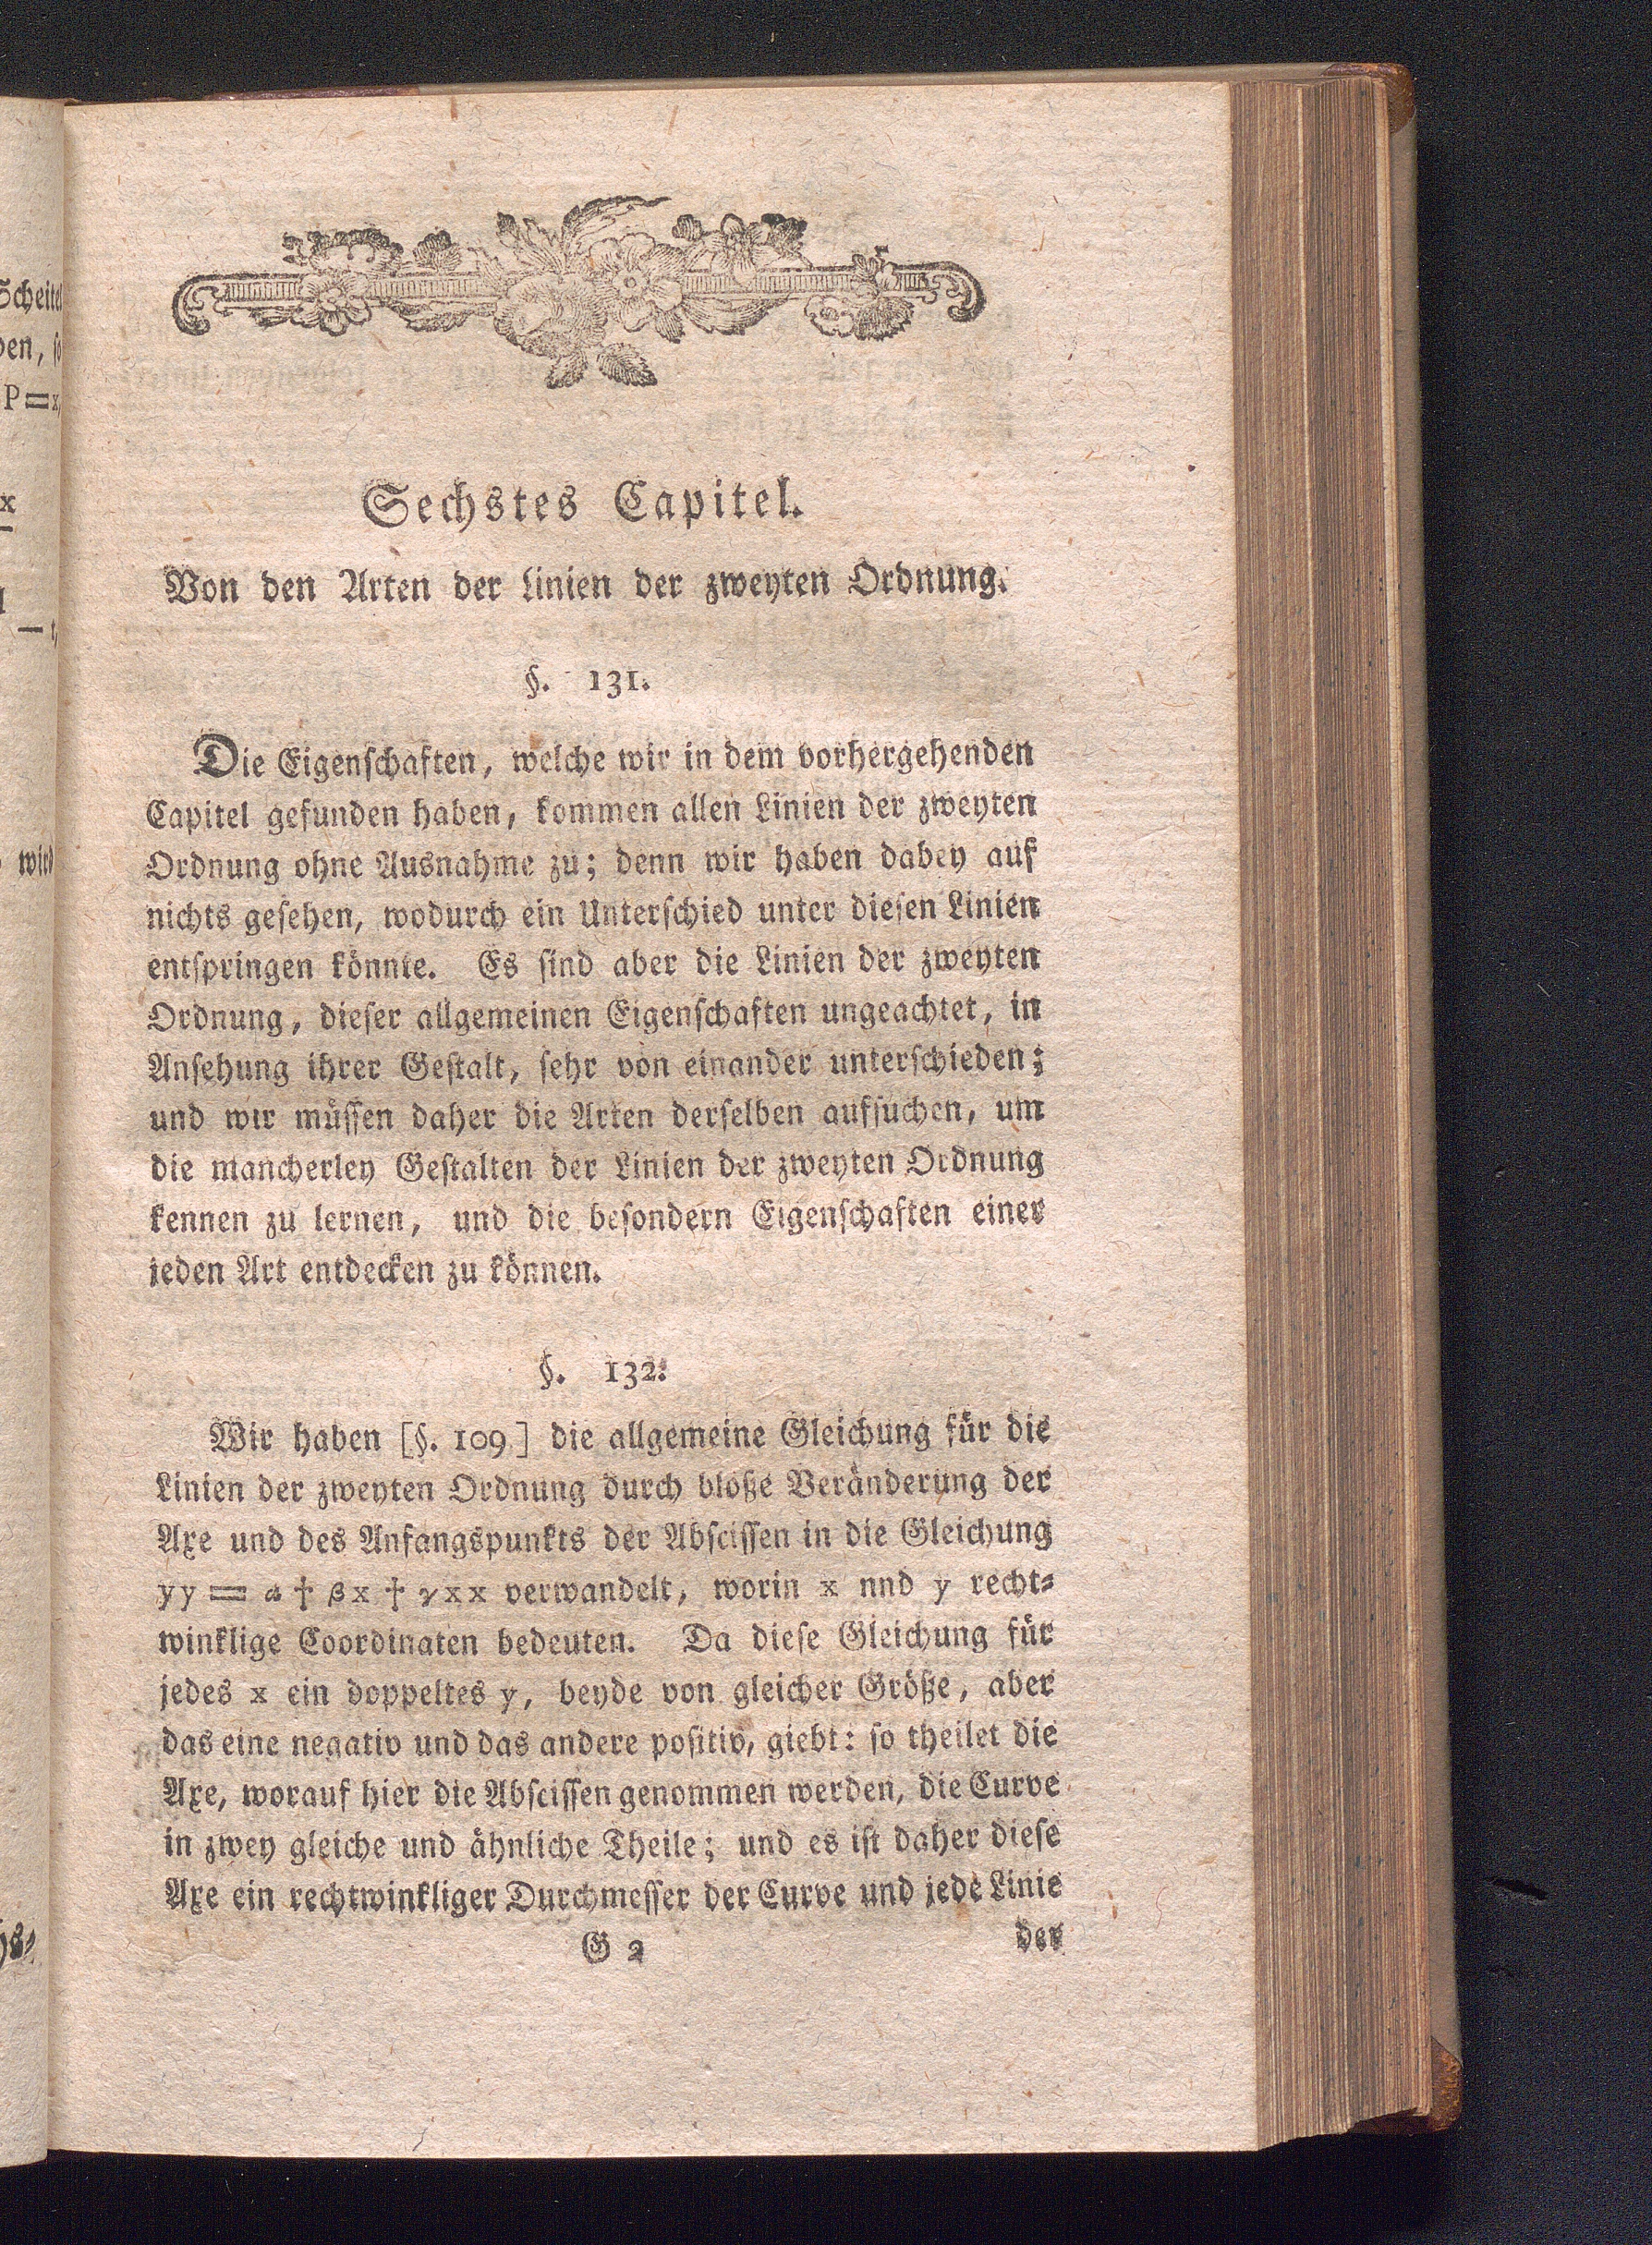 Scheitel
den, so
P=x,
x
— t,
wird
Sechstes Capitel.
Von den Arten der Linien der zweyten Ordnung.
§. 131.
Die Eigenſchaften, welche wir in dem vorhergehenden
Capitel gefunden haben, kommen allen Linien der zweyten
Ordnung ohne Ausnahme zu; denn wir haben dabey auf
nichts geſehen, wodurch ein Unterſchied unter dieſen Linien
entſpringen könnte. Es ſind aber die Linien der zweyten
Ordnung, dieſer allgemeinen Eigenſchaften ungeachtet, in
Anſehung ihrer Geſtalt, ſehr von einander unterſchieden;
und wir müſſen daher die Arten derſelben aufſuchen, um
die mancherley Geſtalten der Linien der zweyten Ordnung
kennen zu lernen, und die beſondern Eigenſchaften einer
jeden Art entdecken zu können.
§. 132.
Wir haben [§. 109] die allgemeine Gleichung für die
Linien der zweyten Ordnung durch bloße Veränderung der
Axe und des Anfangspunkts der Abſciſſen in die Gleichung
yy = α † βx † γxx verwandelt, worin x nnd y recht-
winklige Coordinaten bedeuten. Da dieſe Gleichung für
jedes x ein doppeltes y, beyde von gleicher Größe, aber
das eine negativ und das andere poſitiv, giebt: ſo theilet die
Axe, worauf hier die Abſciſſen genommen werden, die Curve
in zwey gleiche und ähnliche Theile; und es iſt daher dieſe
Axe ein rechtwinkliger Durchmeſſer der Curve und jede Linie
G 2 der